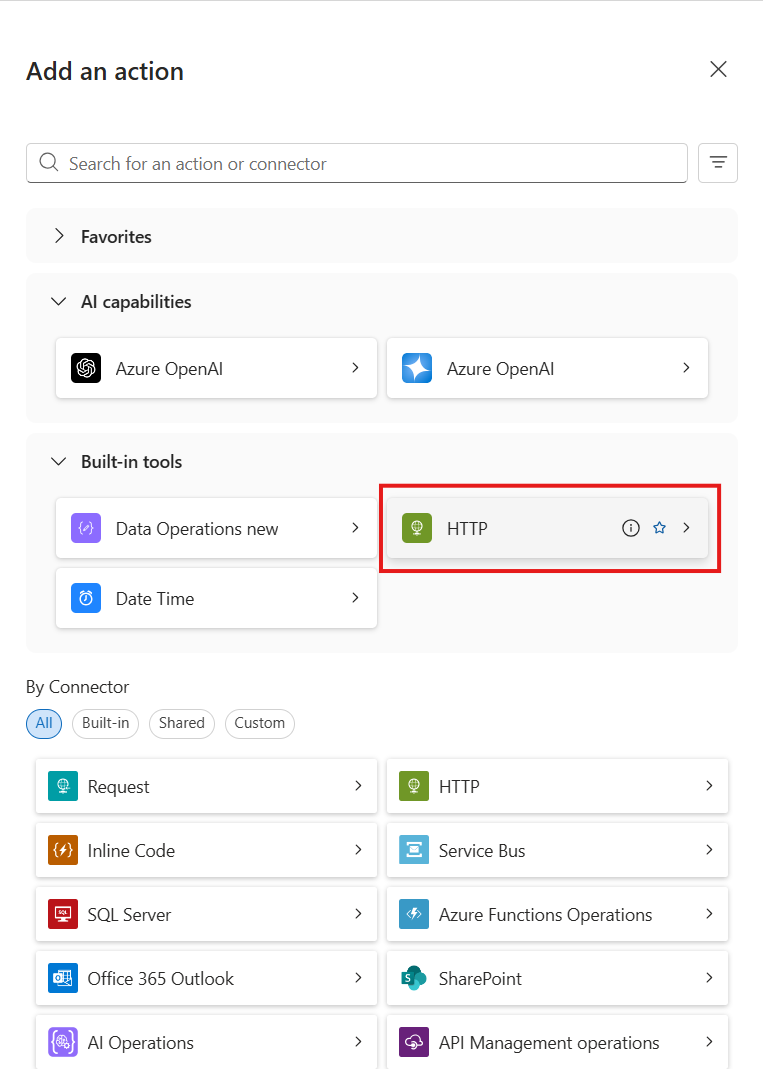 Add an action
Search for an action or connector
Favorites
AI capabilities
Azure OpenAI
Azure OpenAI
Built-in tools
Data Operations new
HTTP
Date Time
By Connector
All
Built-in
Shared
Custom
Request
HTTP
Inline Code
Service Bus
SQL Server
Azure Functions Operations
Office 365 Outlook
SharePoint
AI Operations
API Management operations